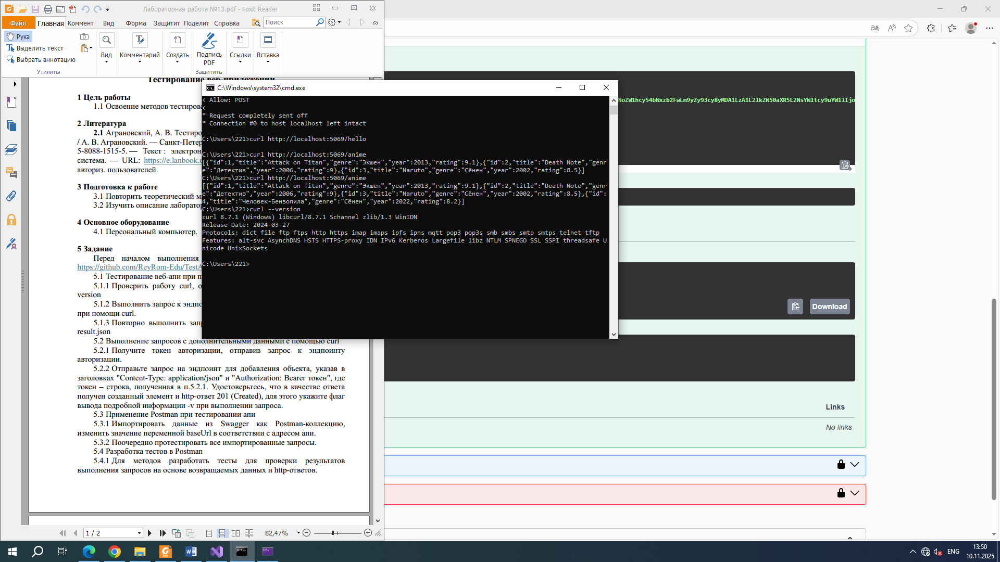 Лабораторная работа №13.pdf - Foxit Reader
Файл
Главная
Коммент
Вид
Форма
Защитит
Поделит
Справка
Поиск
Рука
Выделить текст
Выбрать аннотацию
Утилиты
Вид
Комментарий
Создать
Подпись
PDF
Защитить
Ссылки
Вставка
Тестирование веб-приложений
1 Цель работы
1.1 Освоение методов тестирова
2 Литература
2.1 Аграновский, А. В. Тестиро
/ А. В. Аграновский. — Санкт-Петер
5-8088-1515-5. — Текст : электрон
система. — URL: https://e.lanbook.c
авториз. пользователей.
3 Подготовка к работе
3.1 Повторить теоретический м
3.2 Изучить описание лаборатор
4 Основное оборудование
4.1 Персональный компьютер.
5 Задание
Перед началом выполнения
https://github.com/ReyRom-Edu/TestA
5.1 Тестирование веб-апи при п
5.1.1 Проверить работу curl, о
version
5.1.2 Выполнить запрос к эндпо
при помощи curl.
5.1.3 Повторно выполнить запр
result.json
5.2 Выполнение запросов с дополнительными данными с помощью curl
5.2.1 Получите токен авторизации, отправив запрос к эндпоинту
авторизации.
5.2.2 Отправьте запрос на эндпоинт для добавления объекта, указав в
заголовках "Content-Type: application/json" и "Authorization: Bearer токен", где
токен – строка, полученная в п.5.2.1. Удостоверьтесь, что в качестве ответа
получен созданный элемент и http-ответ 201 (Created), для этого укажите флаг
вывода подробной информации -v при выполнении запроса.
5.3 Применение Postman при тестировании апи
5.3.1 Импортировать данные из Swagger как Postman-коллекцию,
изменить значение переменной baseUrl в соответствии с адресом апи.
5.3.2 Поочередно протестировать все импортированные запросы.
5.4 Разработка тестов в Postman
5.4.1 Для методов разработать тесты для проверки результатов
выполнения запросов на основе возвращаемых данных и http-ответов.
1 / 2
82,47%
C:\Windows\system32\cmd.exe
< Allow: POST
<
* Request completely sent off
* Connection #0 to host localhost left intact
C:\Users\221>curl http://localhost:5069/hello
C:\Users\221>curl http://localhost:5069/anime
[{"id":1,"title":"Attack on Titan","genre":"Экшен","year":2013,"rating":9.1},{"id":2,"title":"Death Note","genr
e":"Детектив","year":2006,"rating":9},{"id":3,"title":"Naruto","genre":"Сёнен","year":2002,"rating":8.5}]
C:\Users\221>curl http://localhost:5069/anime
[{"id":1,"title":"Attack on Titan","genre":"Экшен","year":2013,"rating":9.1},{"id":2,"title":"Death Note","genr
e":"Детектив","year":2006,"rating":9},{"id":3,"title":"Naruto","genre":"Сёнен","year":2002,"rating":8.5},{"id":
4,"title":"Человек-Бензопила","genre":"Сёнен","year":2022,"rating":8.2}]
C:\Users\221>curl --version
curl 8.7.1 (Windows) libcurl/8.7.1 Schannel zlib/1.3 WinIDN
Release-Date: 2024-03-27
Protocols: dict file ftp ftps http https imap imaps ipfs ipns mqtt pop3 pop3s smb smbs smtp smtps telnet tftp
Features: alt-svc AsynchDNS HSTS HTTPS-proxy IDN IPv6 Kerberos Largefile libz NTLM SPNEGO SSL SSPI threadsafe U
nicode UnixSockets
C:\Users\221>
NoZW1hcy54bWxzb2FwLm9yZy93cy8yMDA1LzA1L2lkZW50aXR5L2NsYWltcy9uYW1lIjo
Download
Links
No links
ENG
13:50
10.11.2025